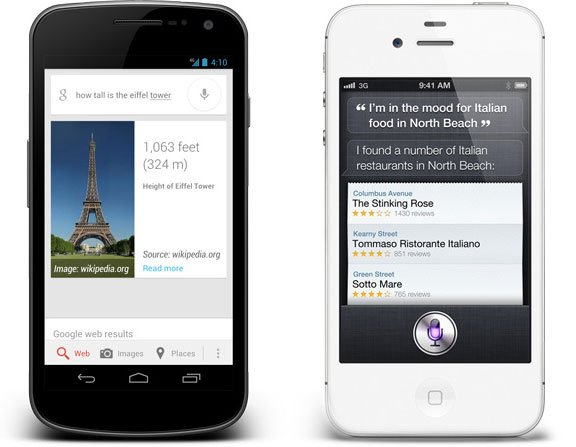 4G 4:10
g how tall is the eiffel tower
1,063 feet
(324 m)
Height of Eiffel Tower
Source: wikipedia.org
Image: wikipedia.org Read more
Google web results
Web Images Places
3G 9:41 AM
“ I’m in the mood for Italian
food in North Beach ”
I found a number of Italian
restaurants in North Beach:
Columbus Avenue
The Stinking Rose
1430 reviews
Kearny Street
Tommaso Ristorante Italiano
851 reviews
Green Street
Sotto Mare
765 reviews